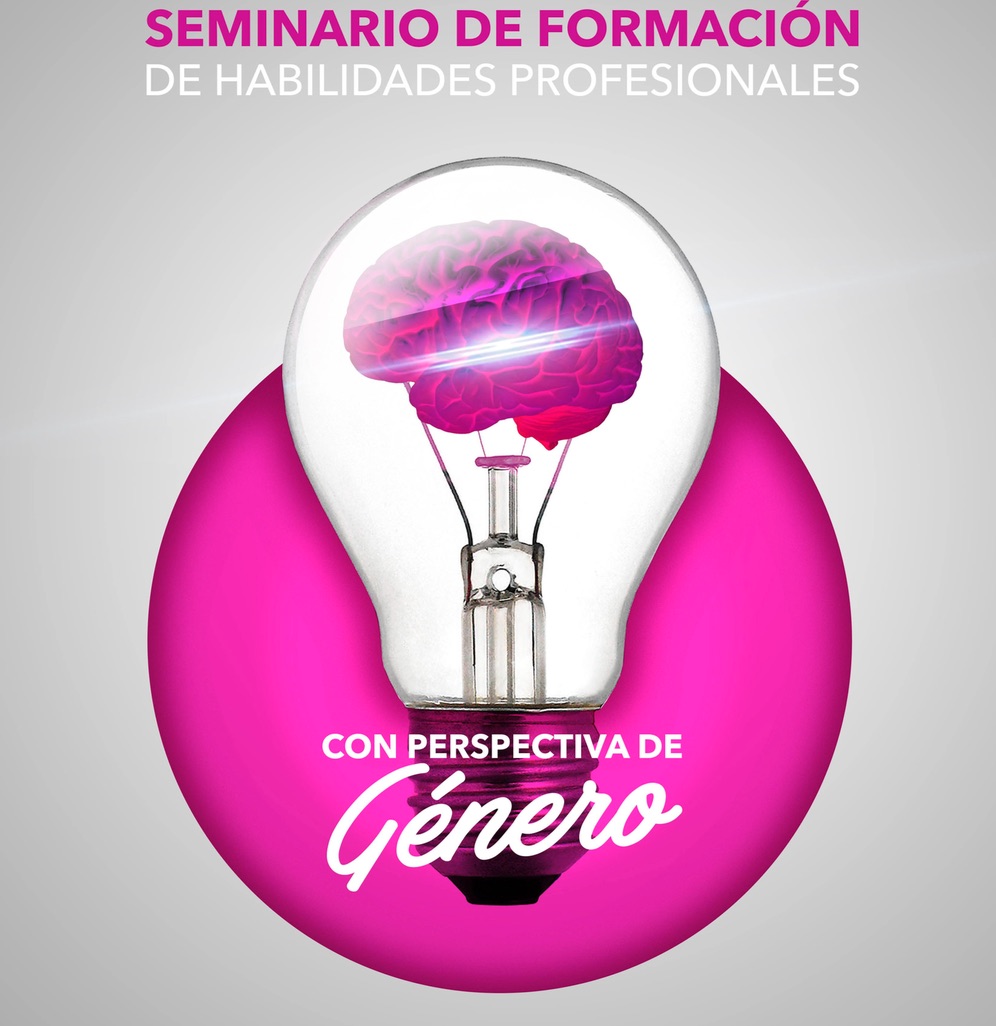 SEMINARIO DE FORMACIÓN
DE HABILIDADES PROFESIONALES
CON PERSPECTIVA DE
Género